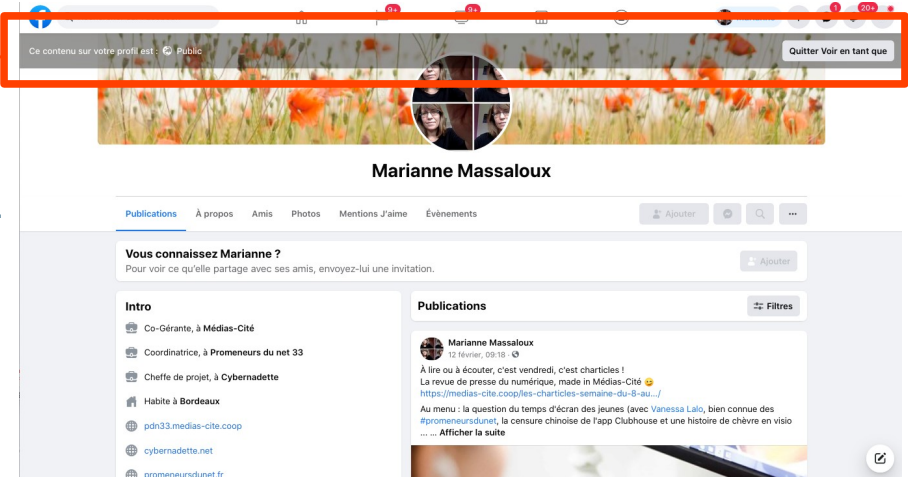 9+
9+
1
20+
Ce contenu sur votre profil est : Public
Quitter Voir en tant que
Marianne Massaloux
Publications À propos Amis Photos Mentions J'aime Évènements
Ajouter
Vous connaissez Marianne ?
Pour voir ce qu'elle partage avec ses amis, envoyez-lui une invitation.
Ajouter
Intro
Co-Gérante, à Médias-Cité
Coordinatrice, à Promeneurs du net 33
Cheffe de projet, à Cybernadette
Habite à Bordeaux
pdn33.medias-cite.coop
cybernadette.net
promeneursdunet.fr
Publications
Filtres
Marianne Massaloux
12 février, 09:18 ·
À lire ou à écouter, c'est vendredi, c'est charticles !
La revue de presse du numérique, made in Médias-Cité
https://medias-cite.coop/les-charticles-semaine-du-8-au.../
Au menu : la question du temps d'écran des jeunes (avec Vanessa Lalo, bien connue des
#promeneursdunet, la censure chinoise de l'app Clubhouse et une histoire de chèvre en visio
... ... Afficher la suite